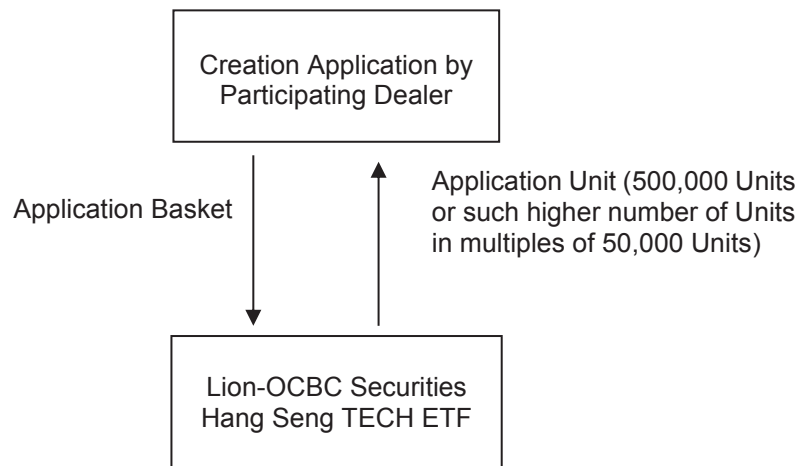 Creation Application by
Participating Dealer
Application Basket
Application Unit (500,000 Units
or such higher number of Units
in multiples of 50,000 Units)
Lion-OCBC Securities
Hang Seng TECH ETF